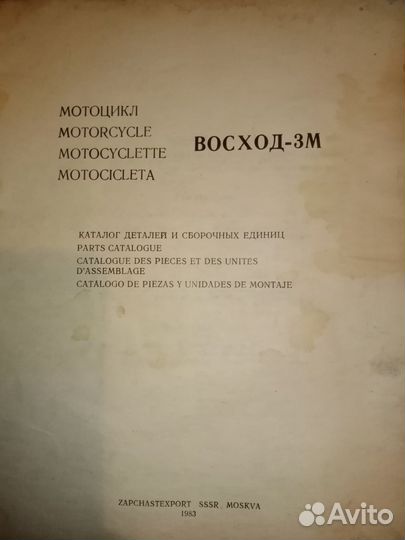 МОТОЦИКЛ
MOTORCYCLE
MOTOCYCLETTE
MOTOCICLETA
ВОСХОД-3М
КАТАЛОГ ДЕТАЛЕЙ И СБОРОЧНЫХ ЕДИНИЦ
PARTS CATALOGUE
CATALOGUE DES PIECES ET DES UNITES
D'ASSEMBLAGE
CATALOGO DE PIEZAS Y UNIDADES DE MONTAJE
ZAPCHASTEXPORT SSSR MOSKVA
1983
Avito